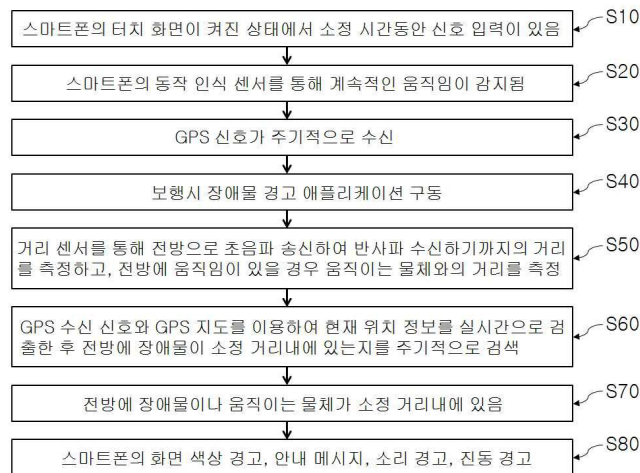 스마트폰의 터치 화면이 켜진 상태에서 소정 시간동안 신호 입력이 있음
S10
스마트폰의 동작 인식 센서를 통해 계속적인 움직임이 감지됨
S20
GPS 신호가 주기적으로 수신
S30
보행시 장애물 경고 애플리케이션 구동
S40
거리 센서를 통해 전방으로 초음파 송신하여 반사파 수신하기까지의 거리
를 측정하고, 전방에 움직임이 있을 경우 움직이는 물체와의 거리를 측정
S50
GPS 수신 신호와 GPS 지도를 이용하여 현재 위치 정보를 실시간으로 검
출한 후 전방에 장애물이 소정 거리내에 있는지를 주기적으로 검색
S60
전방에 장애물이나 움직이는 물체가 소정 거리내에 있음
S70
스마트폰의 화면 색상 경고, 안내 메시지, 소리 경고, 진동 경고
S80